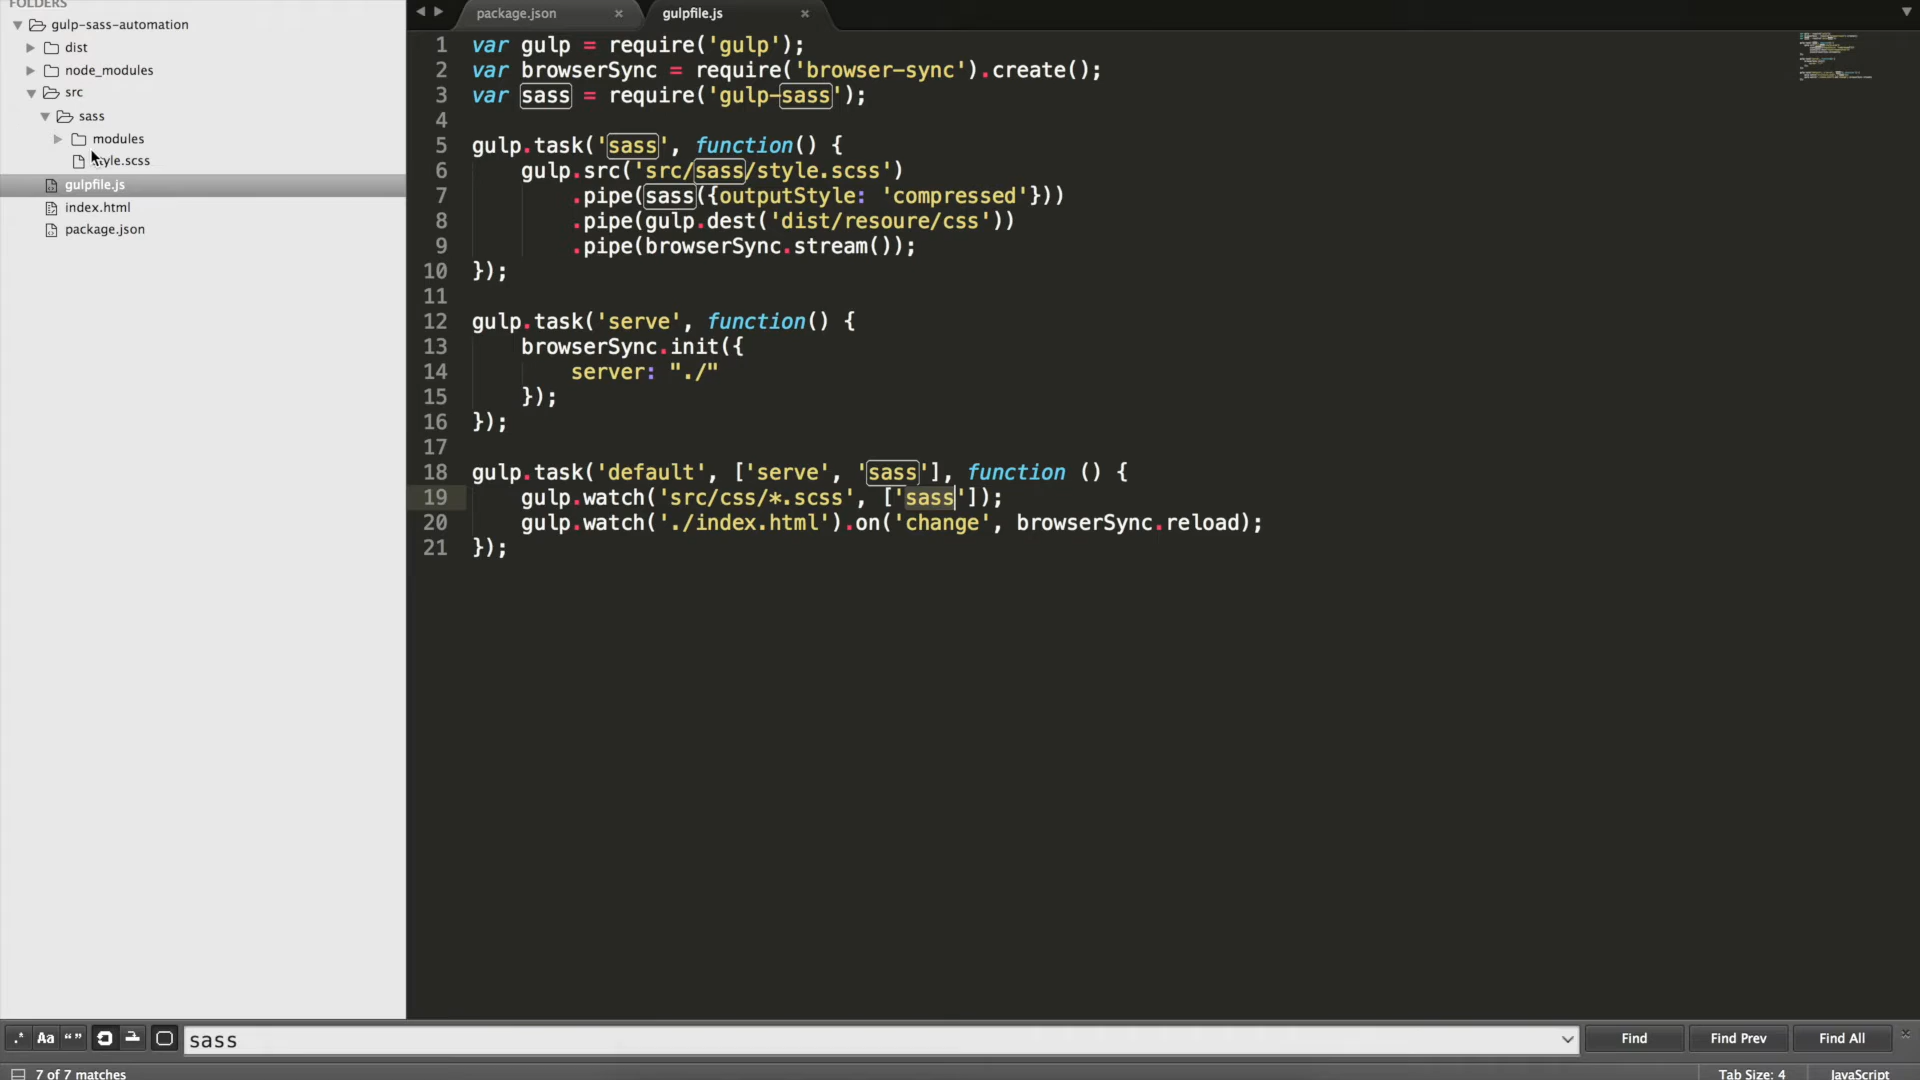 FOLDERS
gulp-sass-automation
dist
node_modules
src
sass
modules
style.scss
gulpfile.js
index.html
package.json
package.json
gulpfile.js
1 var gulp = require('gulp');
2 var browserSync = require('browser-sync').create();
3 var sass = require('gulp-sass');
4
5 gulp.task('sass', function() {
6 gulp.src('src/sass/style.scss')
7 .pipe(sass({outputStyle: 'compressed'}))
8 .pipe(gulp.dest('dist/resoure/css'))
9 .pipe(browserSync.stream());
10 });
11
12 gulp.task('serve', function() {
13 browserSync.init({
14 server: "./"
15 });
16 });
17
18 gulp.task('default', ['serve', 'sass'], function () {
19 gulp.watch('src/css/*.scss', ['sass']);
20 gulp.watch('./index.html').on('change', browserSync.reload);
21 });
.* Aa “” sass Find Find Prev Find All
7 of 7 matches Tab Size: 4 JavaScript